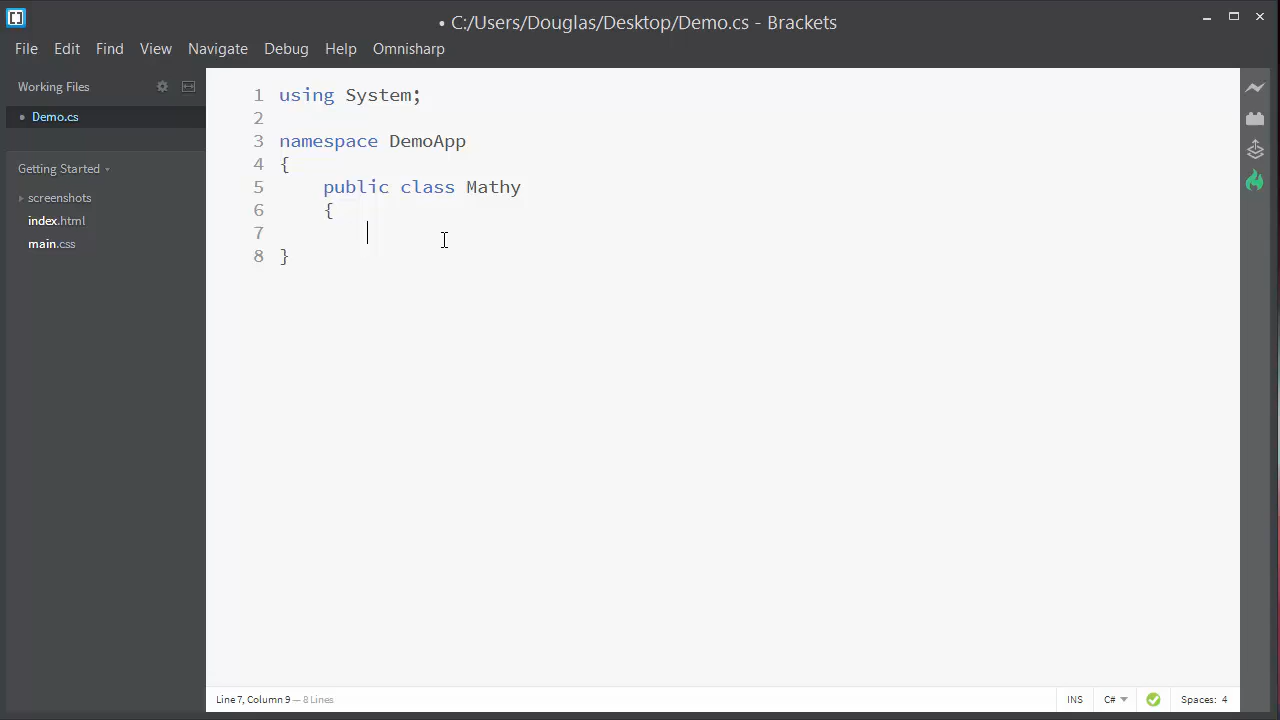 • C:/Users/Douglas/Desktop/Demo.cs - Brackets
File Edit Find View Navigate Debug Help Omnisharp
Working Files
• Demo.cs
Getting Started
screenshots
index.html
main.css
1 using System;
2
3 namespace DemoApp
4 {
5 public class Mathy
6 {
7
8 }
Line 7, Column 9 — 8 Lines
INS C# Spaces: 4